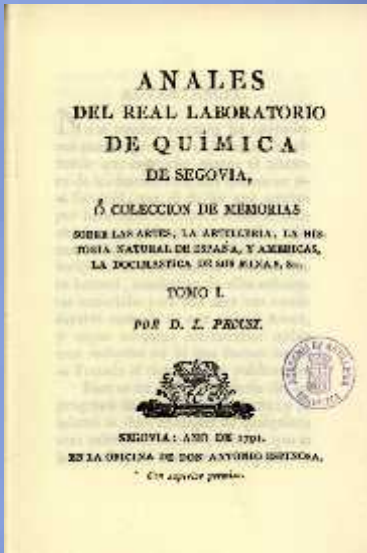 ANALES
DEL REAL LABORATORIO
DE QUÍMICA
DE SEGOVIA,
Ó COLECCION DE MEMORIAS
SOBRE LAS ARTES, LA ARTILLERIA, LA HIS-
TORIA NATURAL DE ESPAÑA, Y AMERICAS,
LA DOCIMASTICA DE SUS MINAS, &c.
TOMO I.
POR D. L. PROUST.
SEGOVIA: AÑO DE 1791.
EN LA OFICINA DE DON ANTONIO ESPINOSA,
Con superior permiso.